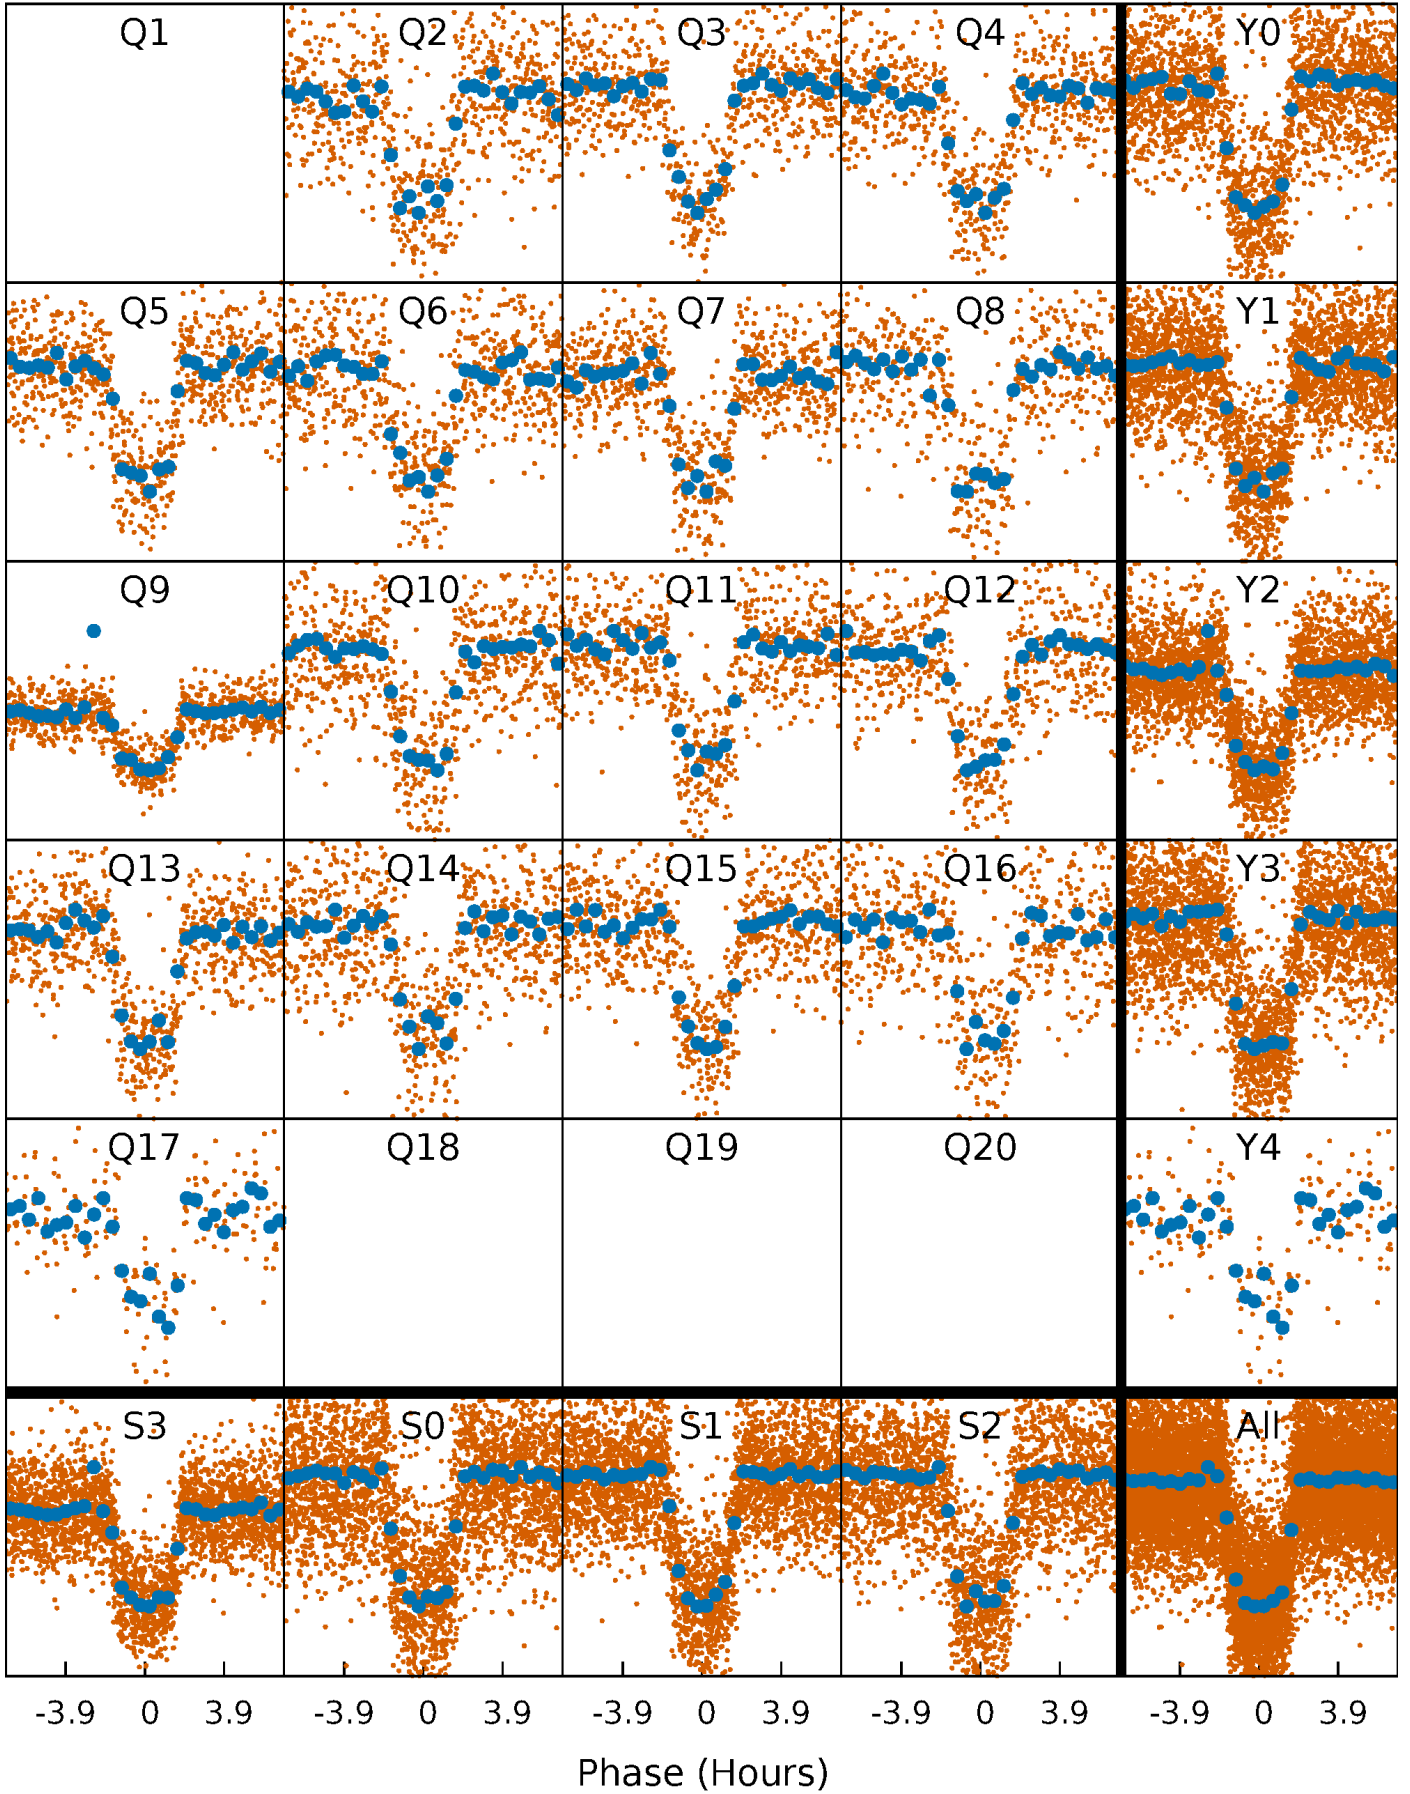 Q1 Q2 Q3 Q4 Y0
Q5 Q6 Q7 Q8 Y1
Q9 Q10 Q11 Q12 Y2
Q13 Q14 Q15 Q16 Y3
Q17 Q18 Q19 Q20 Y4
S3 S0 S1 S2 All
-3.9 0 3.9 -3.9 0 3.9 -3.9 0 3.9 -3.9 0 3.9 -3.9 0 3.9
Phase (Hours)